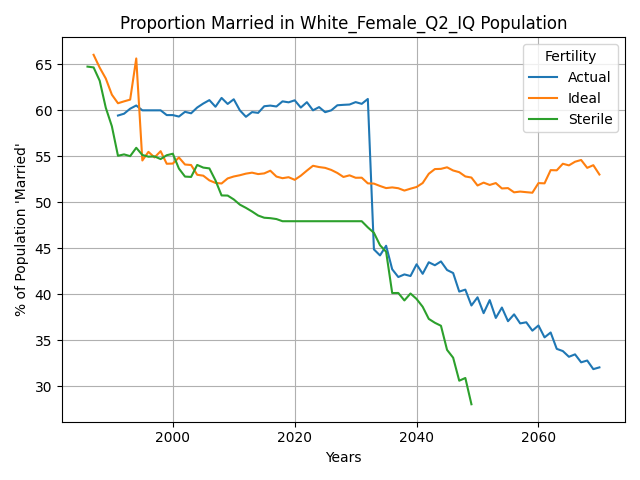 Proportion Married in White_Female_Q2_IQ Population
% of Population 'Married'
65
60
55
50
45
40
35
30
2000
2020
2040
2060
Years
Fertility
Actual
Ideal
Sterile